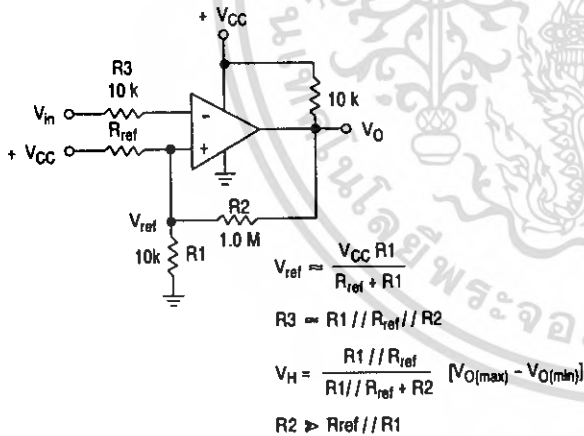 + VCC
R3
10 k
Vin
Rref
+ VCC
-
+
10 k
VO
Vref
R2
1.0 M
10k
R1
Vref ≈ VCC R1 / Rref + R1
R3 ≃ R1 // Rref // R2
VH = R1 // Rref / R1// Rref + R2 [VO(max) - VO(min)]
R2 > Rref // R1